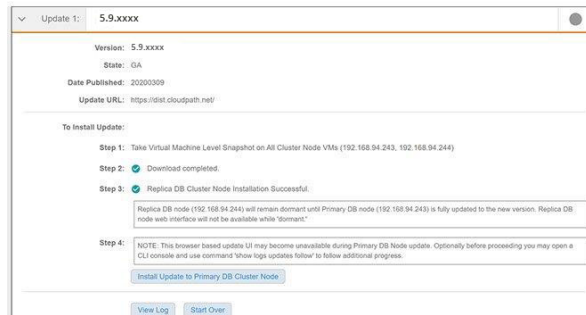 Update 1: 5.9.xxxx
Version: 5.9.xxxx
State: GA
Date Published: 20200309
Update URL: https://dist.cloudpath.net/
To Install Update:
Step 1: Take Virtual Machine Level Snapshot on All Cluster Node VMs (192.168.94.243, 192.168.94.244)
Step 2: Download completed.
Step 3: Replica DB Cluster Node Installation Successful.
Replica DB node (192.168.94.244) will remain dormant until Primary DB node (192.168.94.243) is fully updated to the new version. Replica DB
node web interface will not be available while "dormant."
Step 4: NOTE: This browser based update UI may become unavailable during Primary DB Node update. Optionally before proceeding you may open a
CLI console and use command 'show logs updates follow' to follow additional progress.
Install Update to Primary DB Cluster Node
View Log Start Over